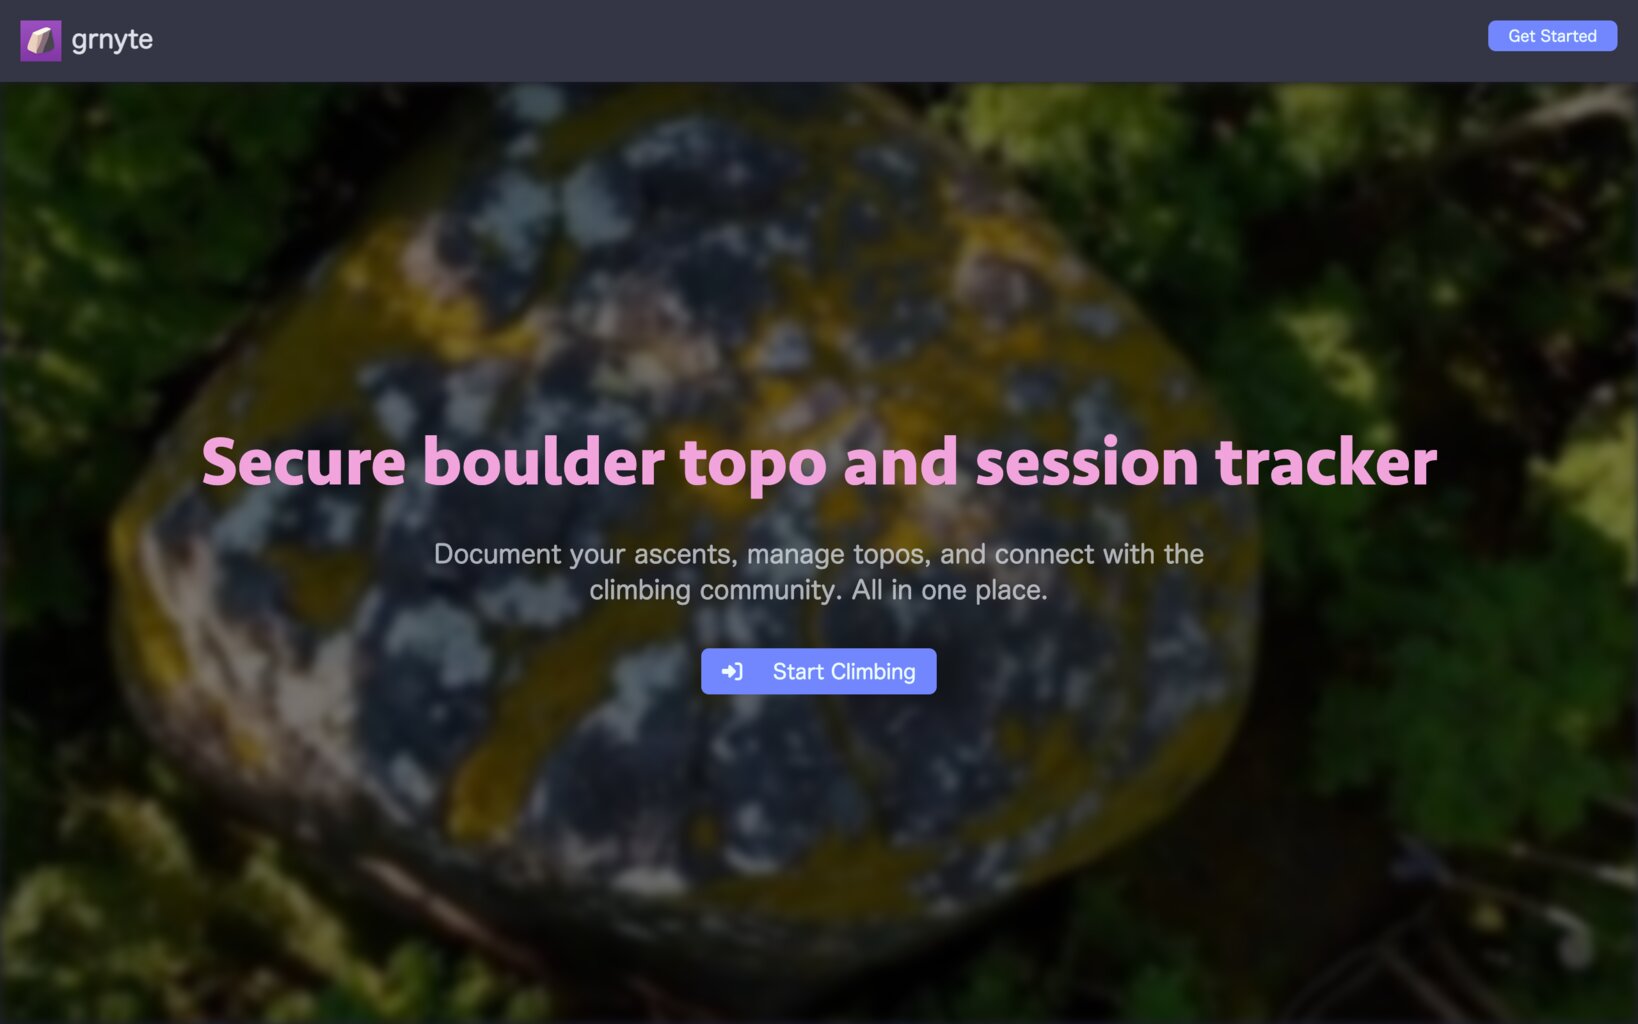 grnyte
Get Started
Secure boulder topo and session tracker
Document your ascents, manage topos, and connect with the
climbing community. All in one place.
Start Climbing